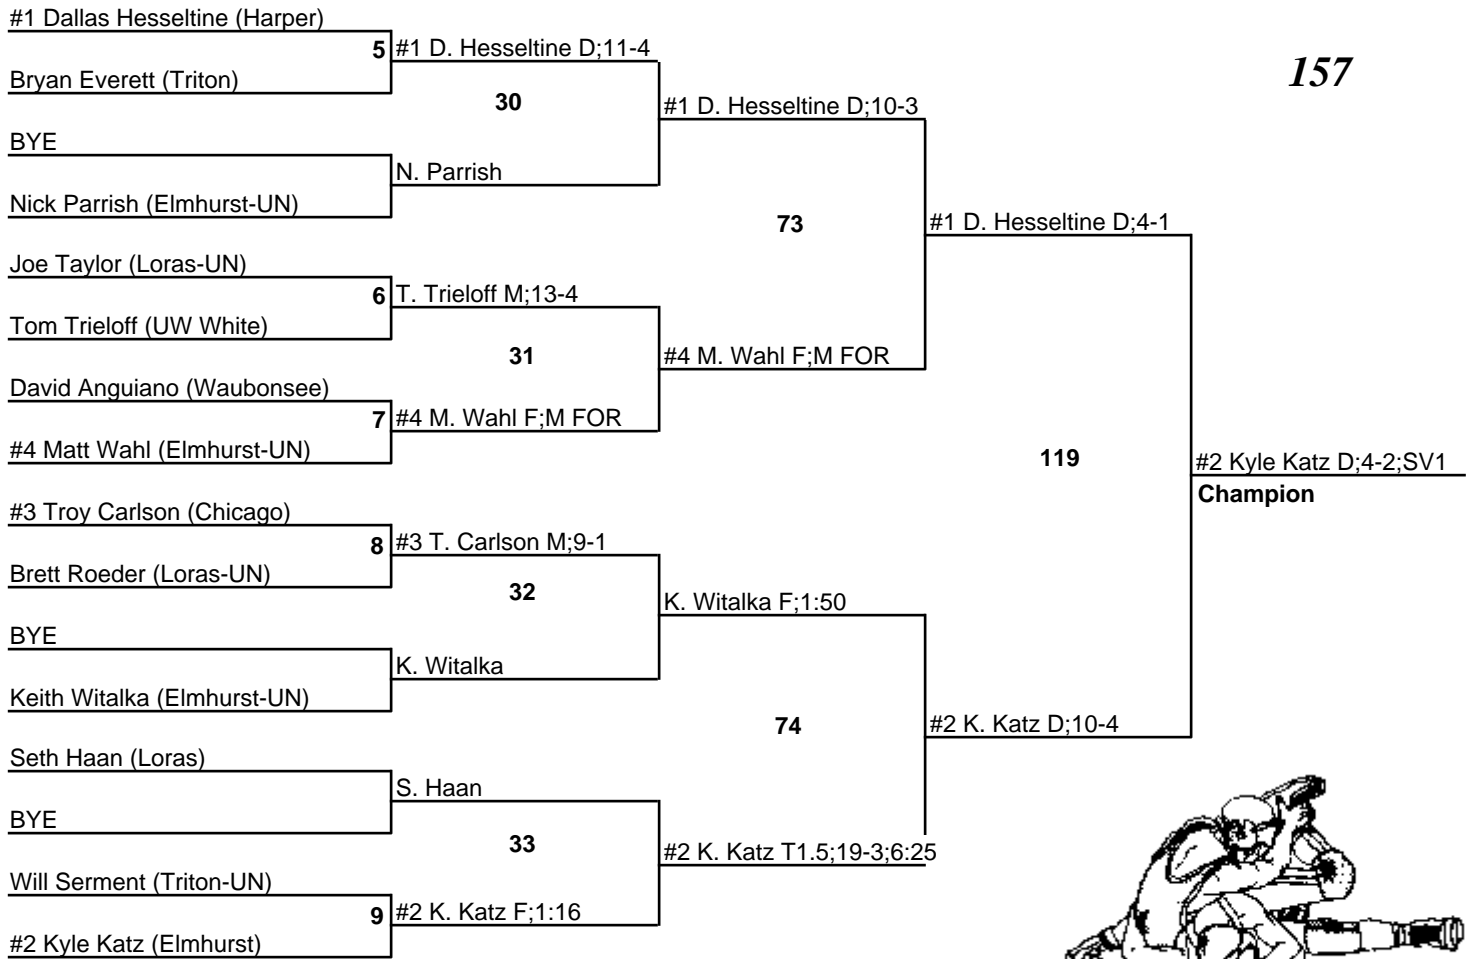 #1 Dallas Hesseltine (Harper)
5 #1 D. Hesseltine D;11-4
157
Bryan Everett (Triton)
30
#1 D. Hesseltine D;10-3
BYE
N. Parrish
Nick Parrish (Elmhurst-UN)
73
#1 D. Hesseltine D;4-1
Joe Taylor (Loras-UN)
6 T. Trieloff M;13-4
Tom Trieloff (UW White)
31
#4 M. Wahl F;M FOR
David Anguiano (Waubonsee)
7 #4 M. Wahl F;M FOR
#4 Matt Wahl (Elmhurst-UN)
119
#2 Kyle Katz D;4-2;SV1
Champion
#3 Troy Carlson (Chicago)
8 #3 T. Carlson M;9-1
Brett Roeder (Loras-UN)
32
K. Witalka F;1:50
BYE
K. Witalka
Keith Witalka (Elmhurst-UN)
74
#2 K. Katz D;10-4
Seth Haan (Loras)
S. Haan
BYE
33
#2 K. Katz T1.5;19-3;6:25
Will Serment (Triton-UN)
9 #2 K. Katz F;1:16
#2 Kyle Katz (Elmhurst)